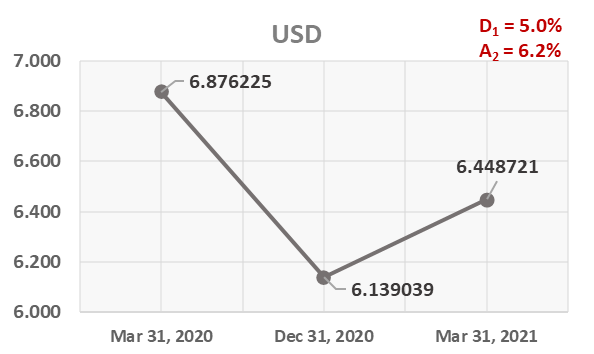 USD
D₁ = 5.0%
A₂ = 6.2%
7.000
6.876225
6.800
6.600
6.448721
6.400
6.200
6.139039
6.000
Mar 31, 2020 Dec 31, 2020 Mar 31, 2021